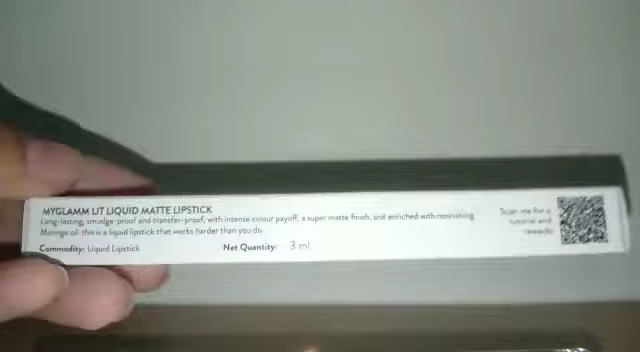 MYGLAMM LIT LIQUID MATTE LIPSTICK
Long-lasting, smudge-proof and transfer-proof, with intense colour payoff, a super matte finish, and enriched with nourishing
Moringa oil-this is a liquid lipstick that works harder than you do.
Commodity: Liquid Lipstick
Net Quantity: 3 ml
Scan me for a
tutorial and
rewards